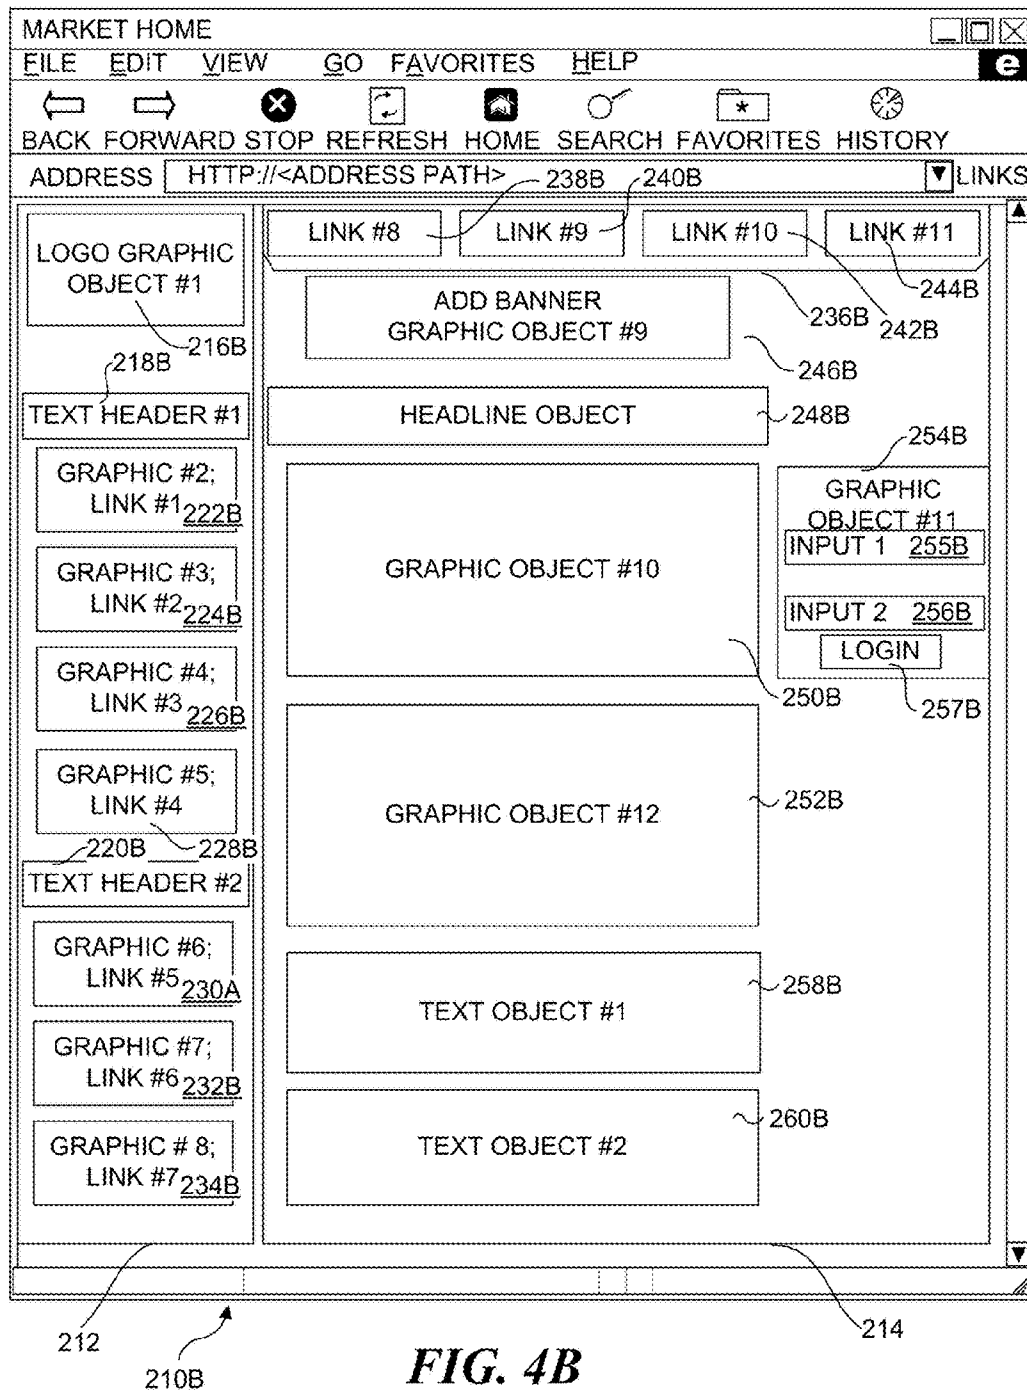 MARKET HOME
FILE EDIT VIEW GO FAVORITES HELP
e
BACK FORWARD STOP REFRESH HOME SEARCH FAVORITES HISTORY
ADDRESS HTTP://<ADDRESS PATH> 238B 240B LINKS
LOGO GRAPHIC
OBJECT #1
216B
218B
TEXT HEADER #1
GRAPHIC #2;
LINK #1 222B
GRAPHIC #3;
LINK #2 224B
GRAPHIC #4;
LINK #3 226B
GRAPHIC #5;
LINK #4
220B 228B
TEXT HEADER #2
GRAPHIC #6;
LINK #5 230A
GRAPHIC #7;
LINK #6 232B
GRAPHIC # 8;
LINK #7 234B
LINK #8 LINK #9 LINK #10 LINK #11
244B
236B 242B
ADD BANNER
GRAPHIC OBJECT #9
246B
HEADLINE OBJECT
248B
254B
GRAPHIC
OBJECT #11
INPUT 1 255B
INPUT 2 256B
LOGIN
257B
GRAPHIC OBJECT #10
250B
GRAPHIC OBJECT #12
252B
TEXT OBJECT #1
258B
TEXT OBJECT #2
260B
212
214
210B
FIG. 4B